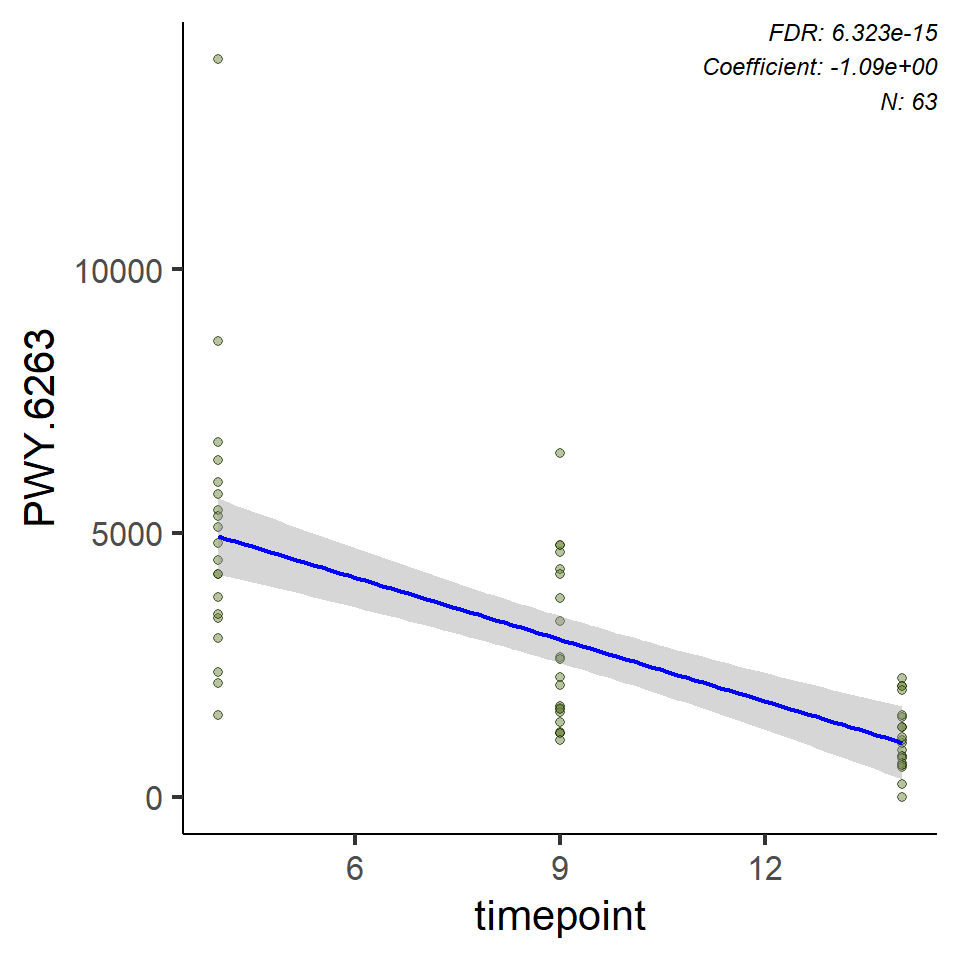 FDR: 6.323e-15
Coefficient: -1.09e+00
N: 63
10000
5000
0
PWY.6263
6 9 12
timepoint